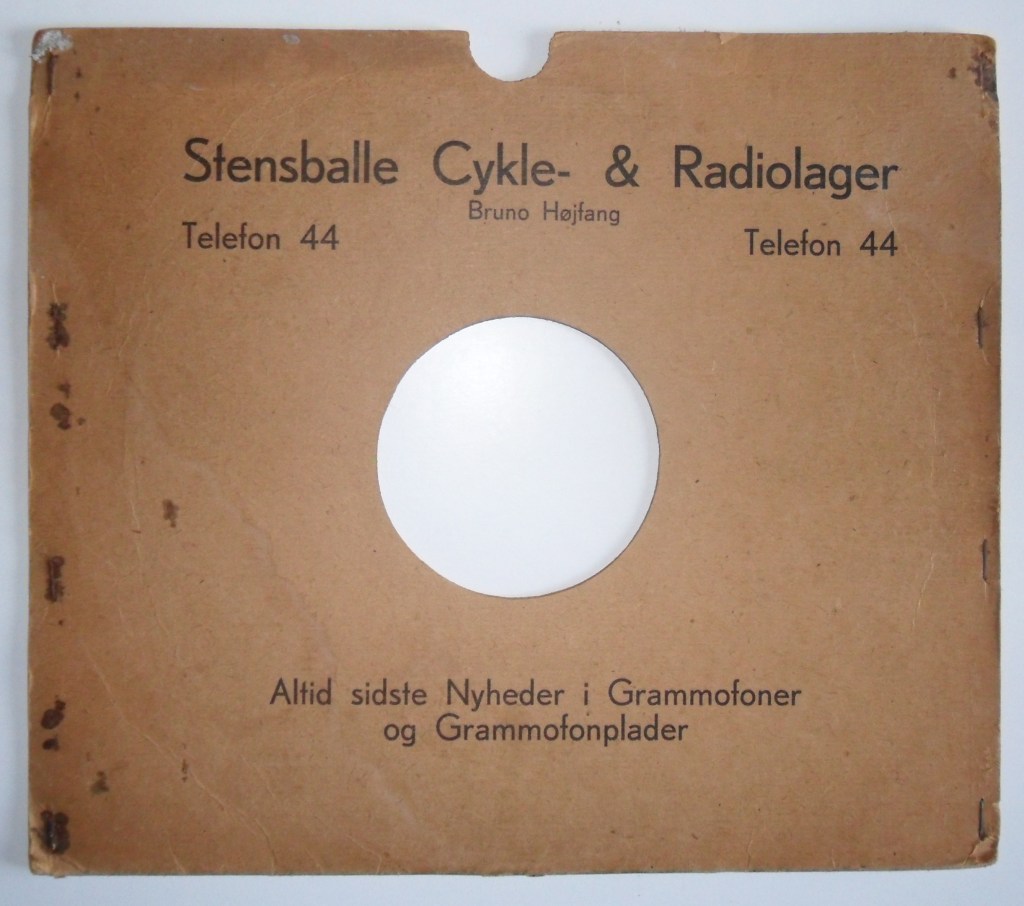 Stensballe Cykle- & Radiolager
Bruno Højfang
Telefon 44 Telefon 44
Altid sidste Nyheder i Grammofoner
og Grammofonplader